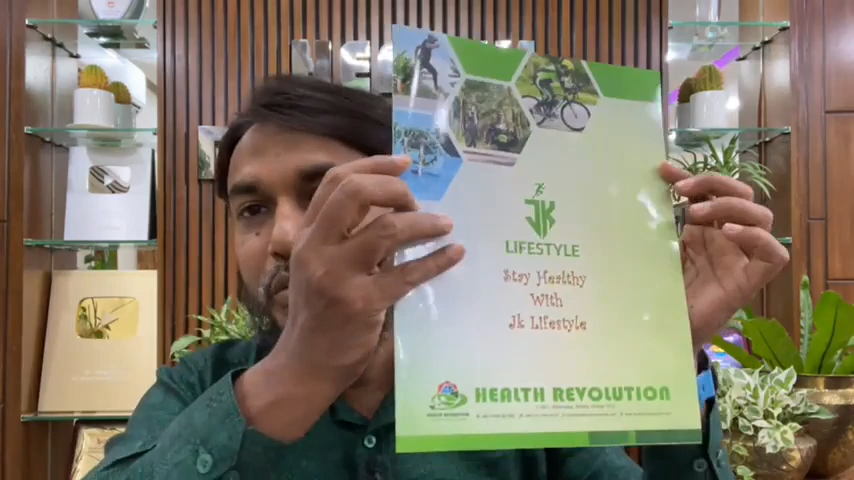 JK
LIFESTYLE
Stay Healthy
With
Jk Lifestyle
HEALTH REVOLUTION